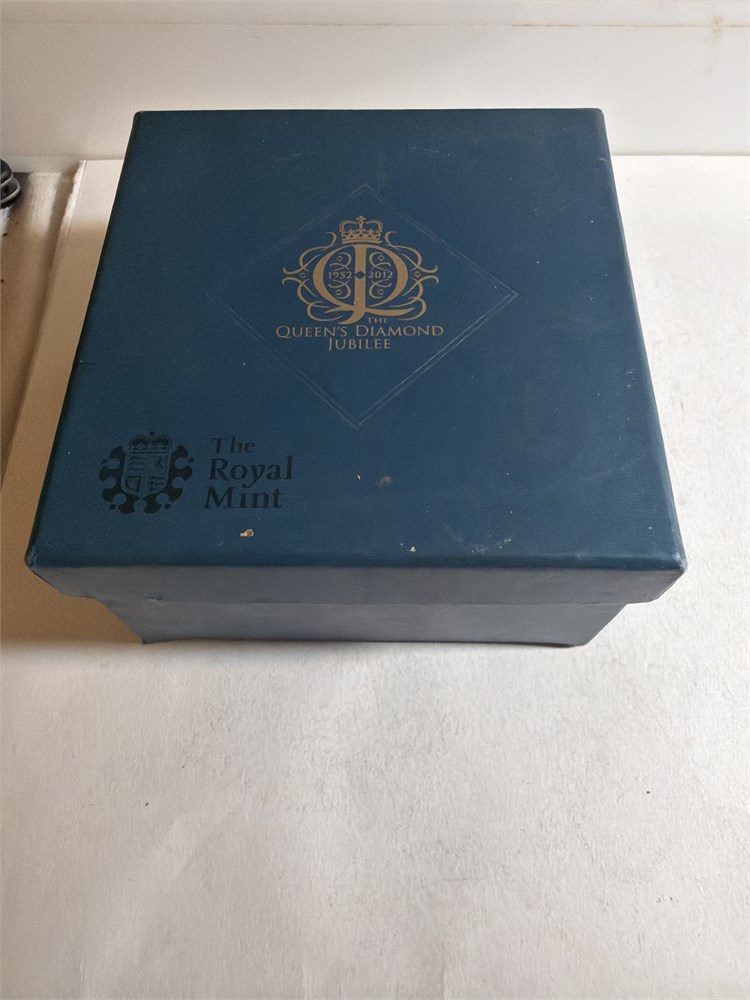 1952 2012
THE
QUEEN'S DIAMOND
JUBILEE
The
Royal
Mint